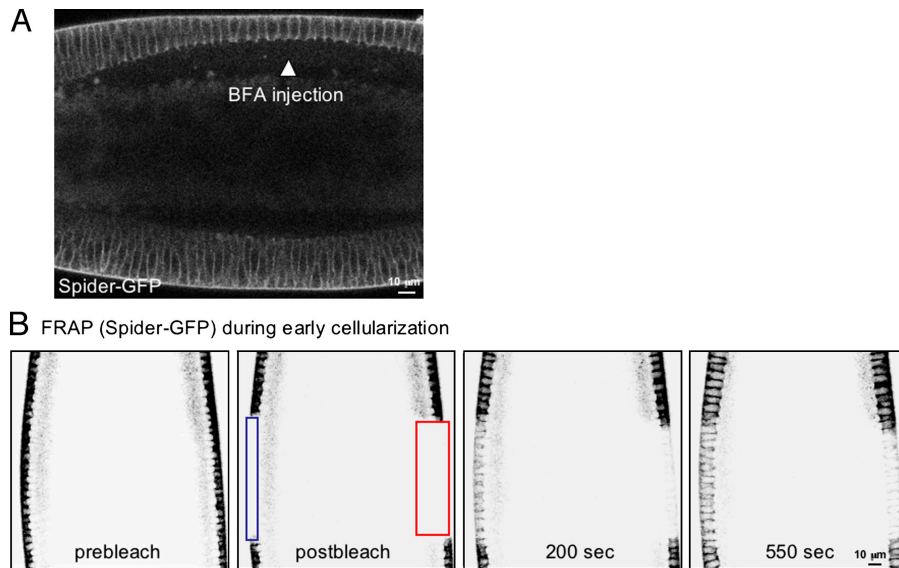 A
BFA injection
Spider-GFP
10 μm
B FRAP (Spider-GFP) during early cellularization
prebleach
postbleach
200 sec
550 sec
10 μm